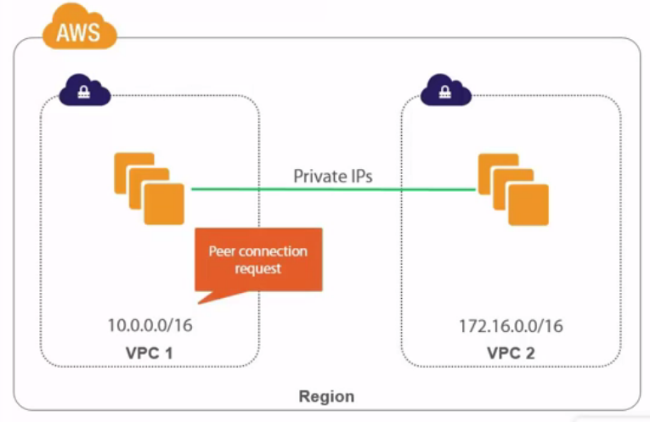 AWS
Private IPs
Peer connection
request
10.0.0.0/16
172.16.0.0/16
VPC 1
VPC 2
Region